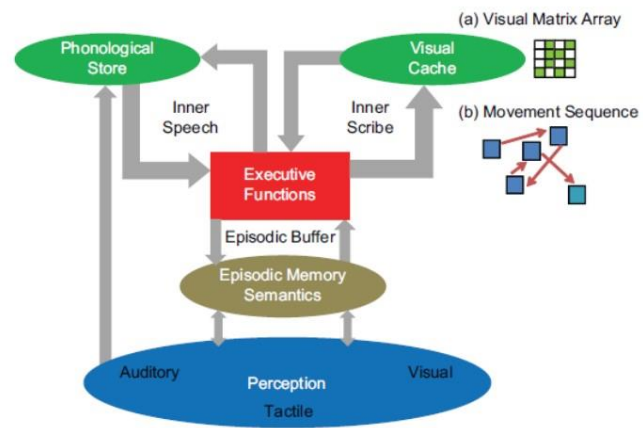 (a) Visual Matrix Array
Phonological
Store
Visual
Cache
Inner
Speech
Inner
Scribe
(b) Movement Sequence
Executive
Functions
Episodic Buffer
Episodic Memory
Semantics
Auditory
Perception
Visual
Tactile